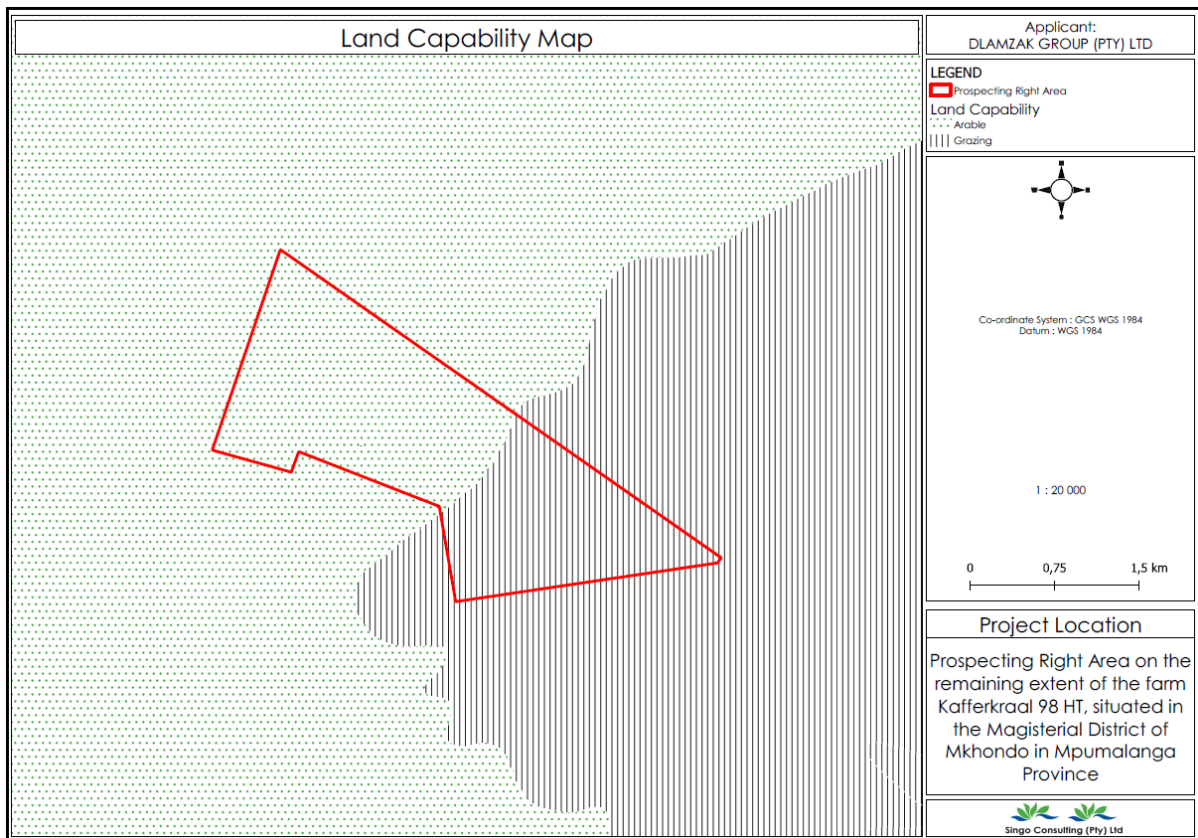 Land Capability Map
Applicant:
DLAMZAK GROUP (PTY) LTD
LEGEND
Prospecting Right Area
Land Capability
Arable
Grazing
Co-ordinate System : GCS WGS 1984
Datum : WGS 1984
1 : 20 000
0 0,75 1,5 km
Project Location
Prospecting Right Area on the
remaining extent of the farm
Kafferkraal 98 HT, situated in
the Magisterial District of
Mkhondo in Mpumalanga
Province
Singo Consulting (Pty) Ltd